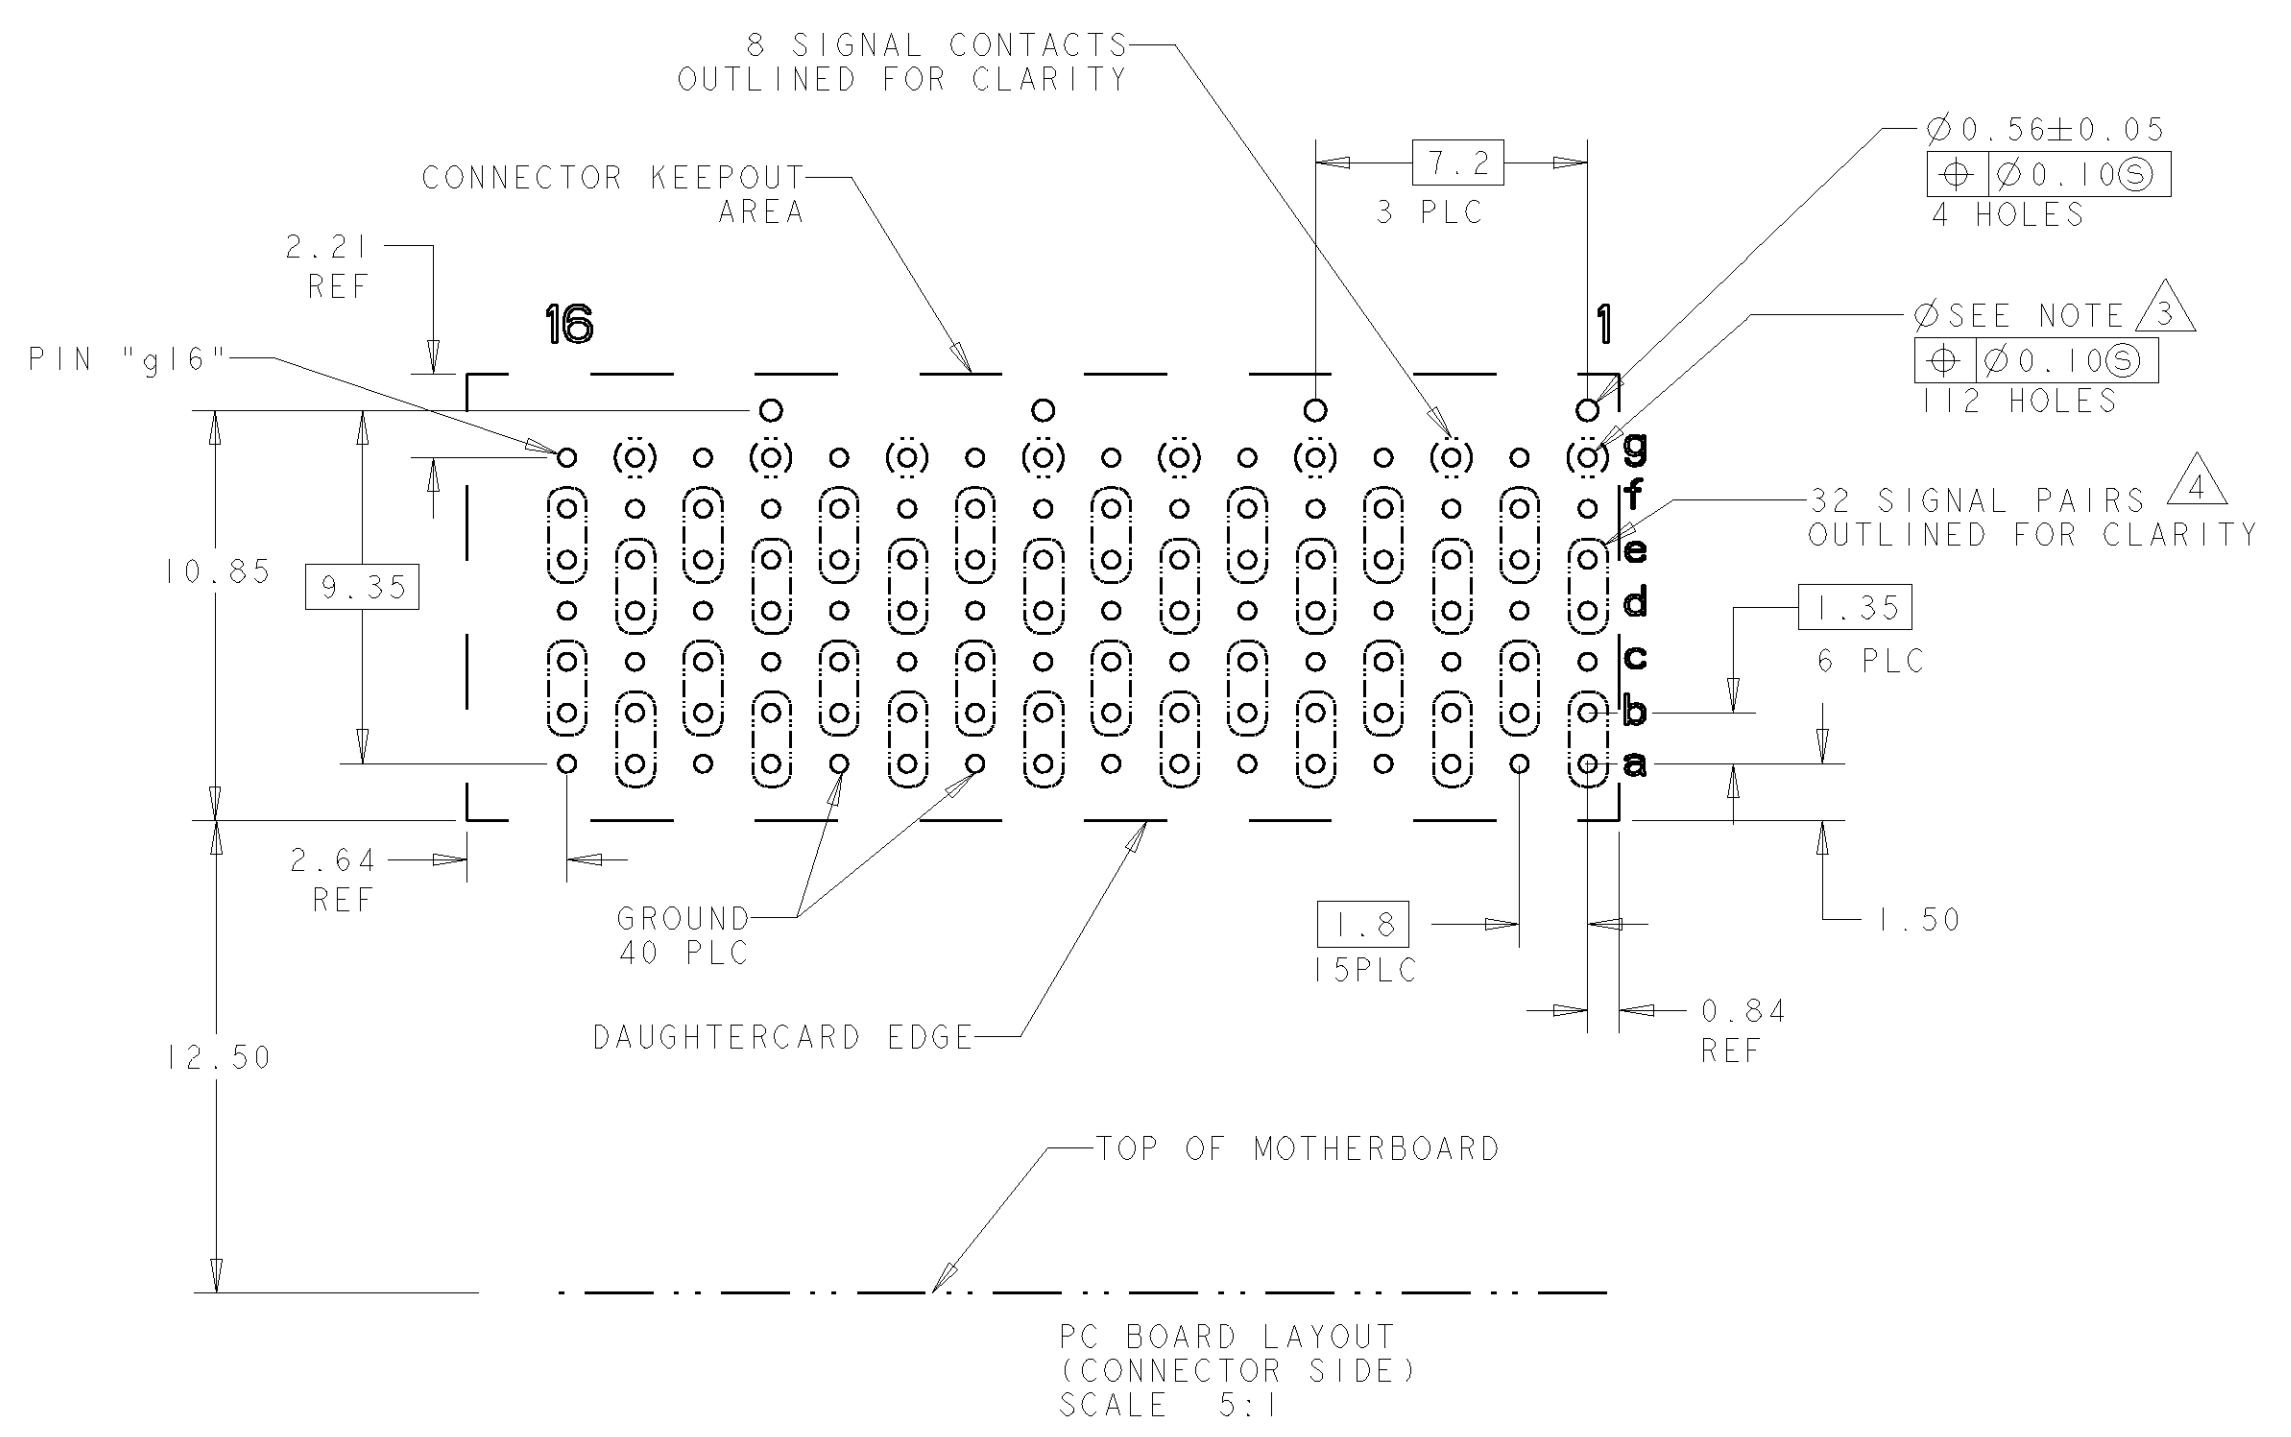 8 SIGNAL CONTACTS
OUTLINED FOR CLARITY
Ø0.56±0.05
⌖ Ø0.10Ⓢ
4 HOLES
7.2
3 PLC
CONNECTOR KEEPOUT
AREA
2.21
REF
16
1
ØSEE NOTE 3
⌖ Ø0.10Ⓢ
112 HOLES
PIN "g16"
g
f
e
d
c
b
a
32 SIGNAL PAIRS 4
OUTLINED FOR CLARITY
10.85
9.35
1.35
6 PLC
2.64
REF
GROUND
40 PLC
1.8
15PLC
1.50
0.84
REF
DAUGHTERCARD EDGE
12.50
TOP OF MOTHERBOARD
PC BOARD LAYOUT
(CONNECTOR SIDE)
SCALE 5:1